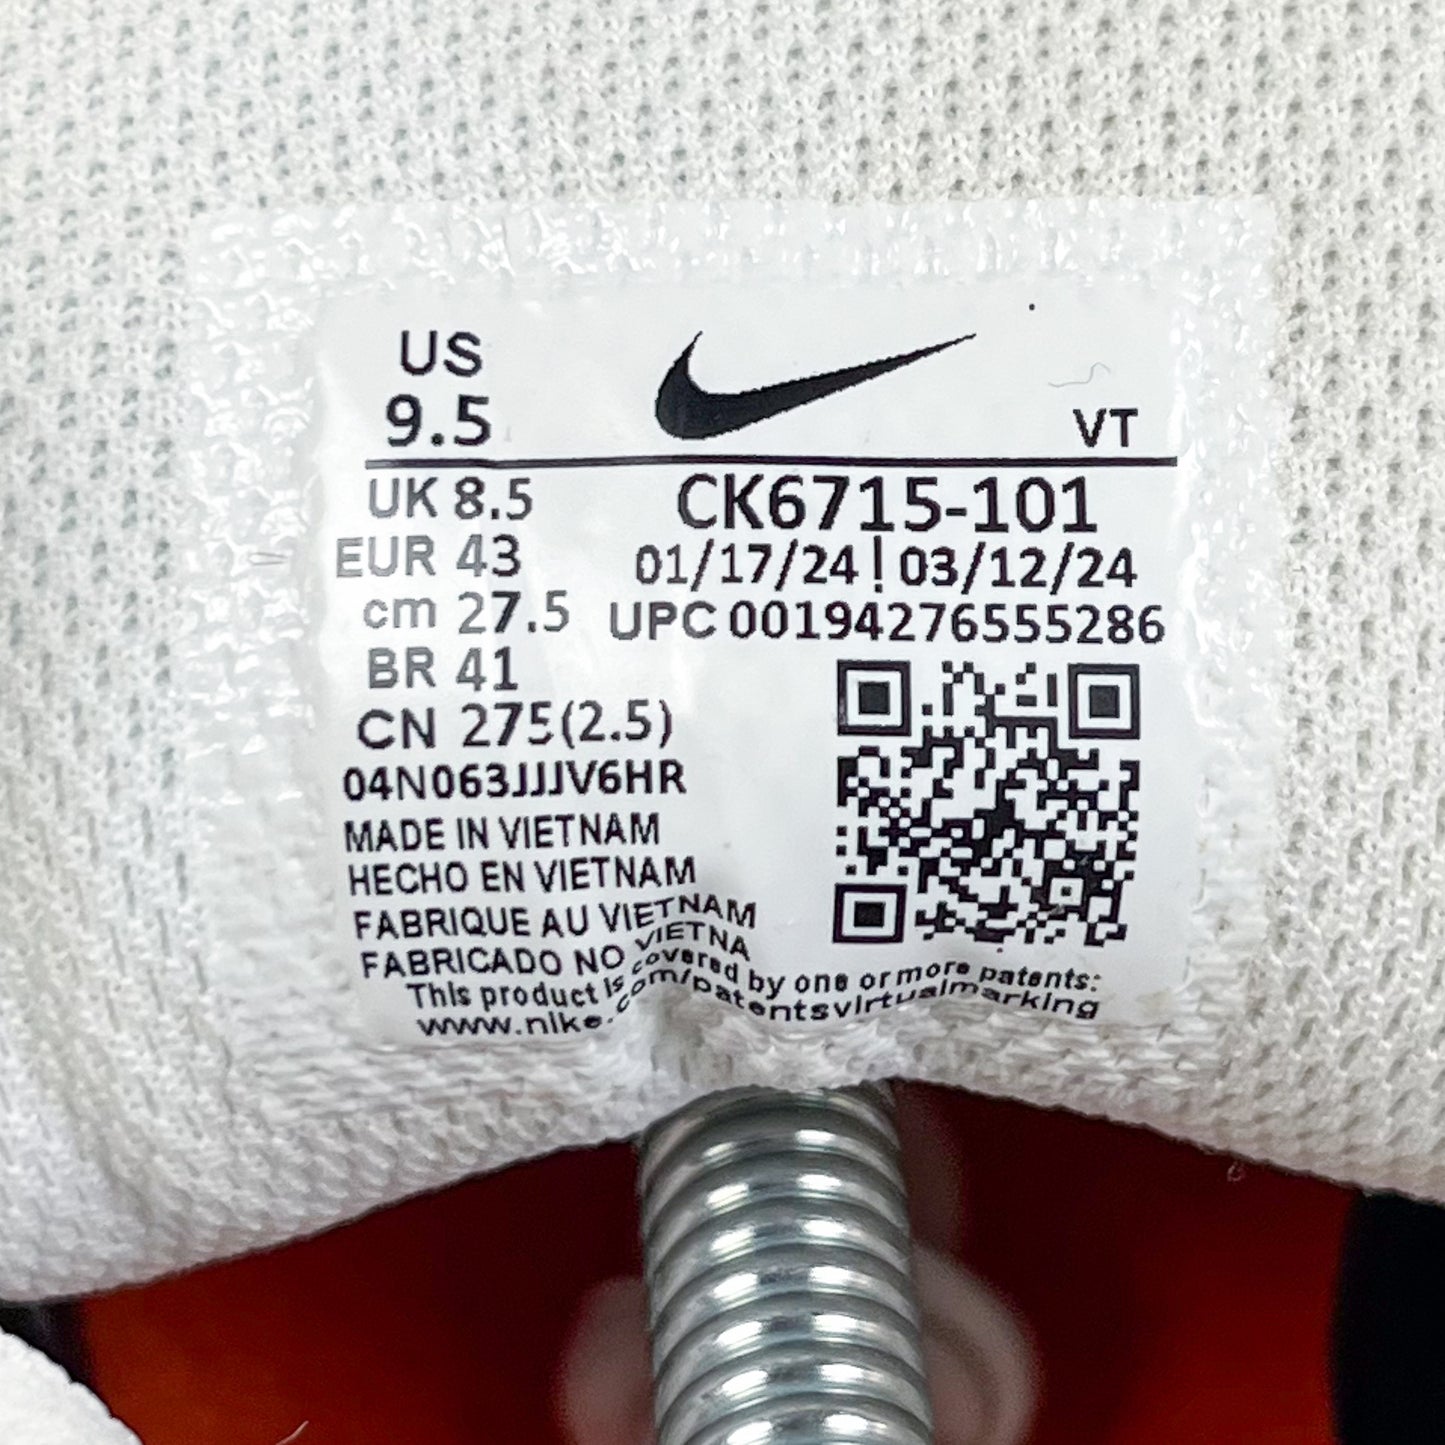 US
9.5
VT
UK 8.5
CK6715-101
EUR 43
01/17/24 ¦ 03/12/24
cm 27.5
UPC 00194276555286
BR 41
CN 275(2.5)
04N063JJJV6HR
MADE IN VIETNAM
HECHO EN VIETNAM
FABRIQUE AU VIETNAM
FABRICADO NO VIETNA
This product is covered by one or more patents:
www.nike.com/patentsvirtualmarking